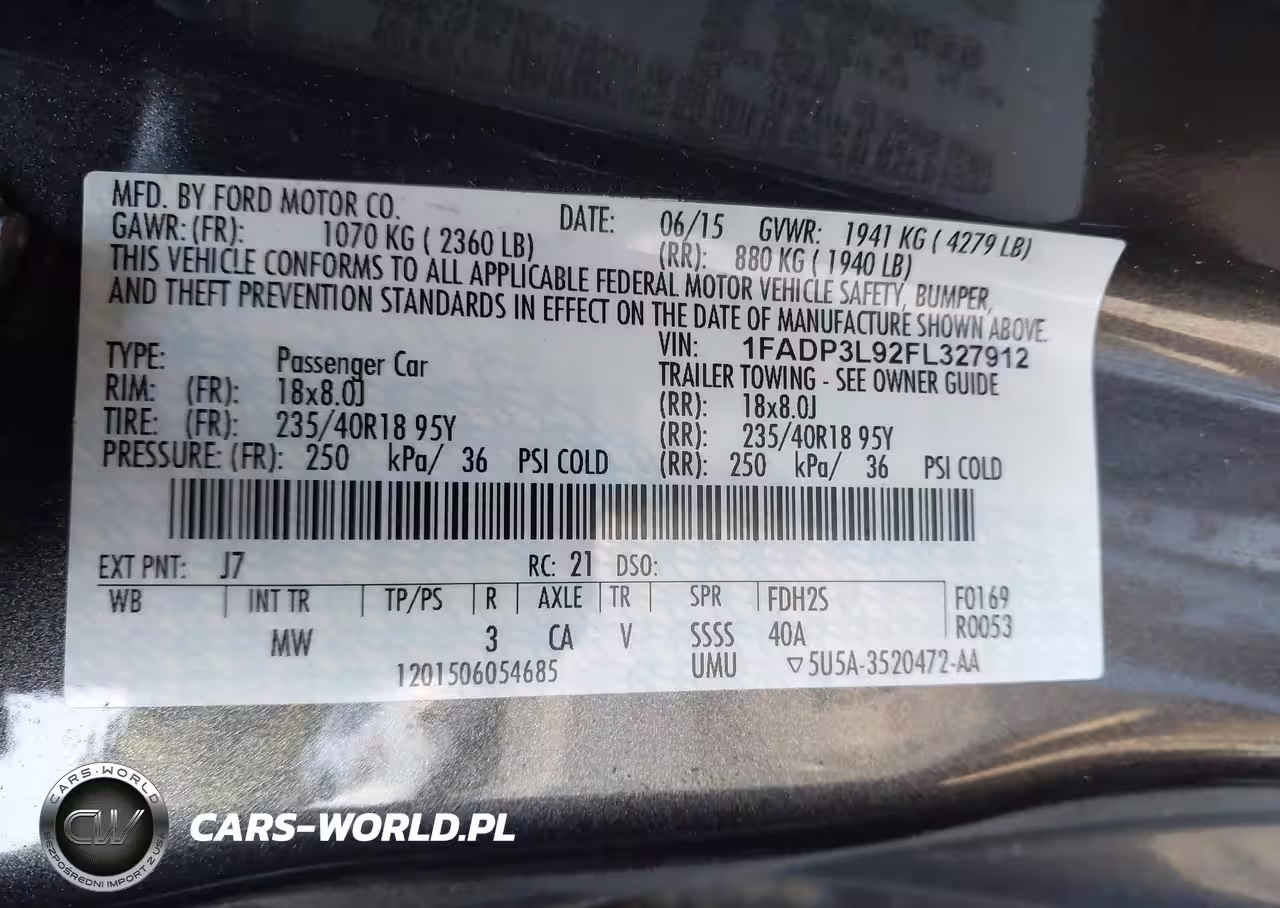 MFD. BY FORD MOTOR CO. DATE: 06/15 GVWR: 1941 KG ( 4279 LB)
GAWR: (FR): 1070 KG ( 2360 LB) (RR): 880 KG ( 1940 LB)
THIS VEHICLE CONFORMS TO ALL APPLICABLE FEDERAL MOTOR VEHICLE SAFETY, BUMPER,
AND THEFT PREVENTION STANDARDS IN EFFECT ON THE DATE OF MANUFACTURE SHOWN ABOVE.
VIN: 1FADP3L92FL327912
TYPE: Passenger Car TRAILER TOWING - SEE OWNER GUIDE
RIM: (FR): 18x8.0J (RR): 18x8.0J
TIRE: (FR): 235/40R18 95Y (RR): 235/40R18 95Y
PRESSURE: (FR): 250 kPa/ 36 PSI COLD (RR): 250 kPa/ 36 PSI COLD
EXT PNT: J7 RC: 21 DSO:
WB INT TR TP/PS R AXLE TR SPR FDH2S F0169
MW 3 CA V SSSS 40A R0053
1201506054685 UMU ▽5U5A-3520472-AA
CARS-WORLD
CW
BEZPOŚREDNI IMPORT Z USA
CARS-WORLD.PL